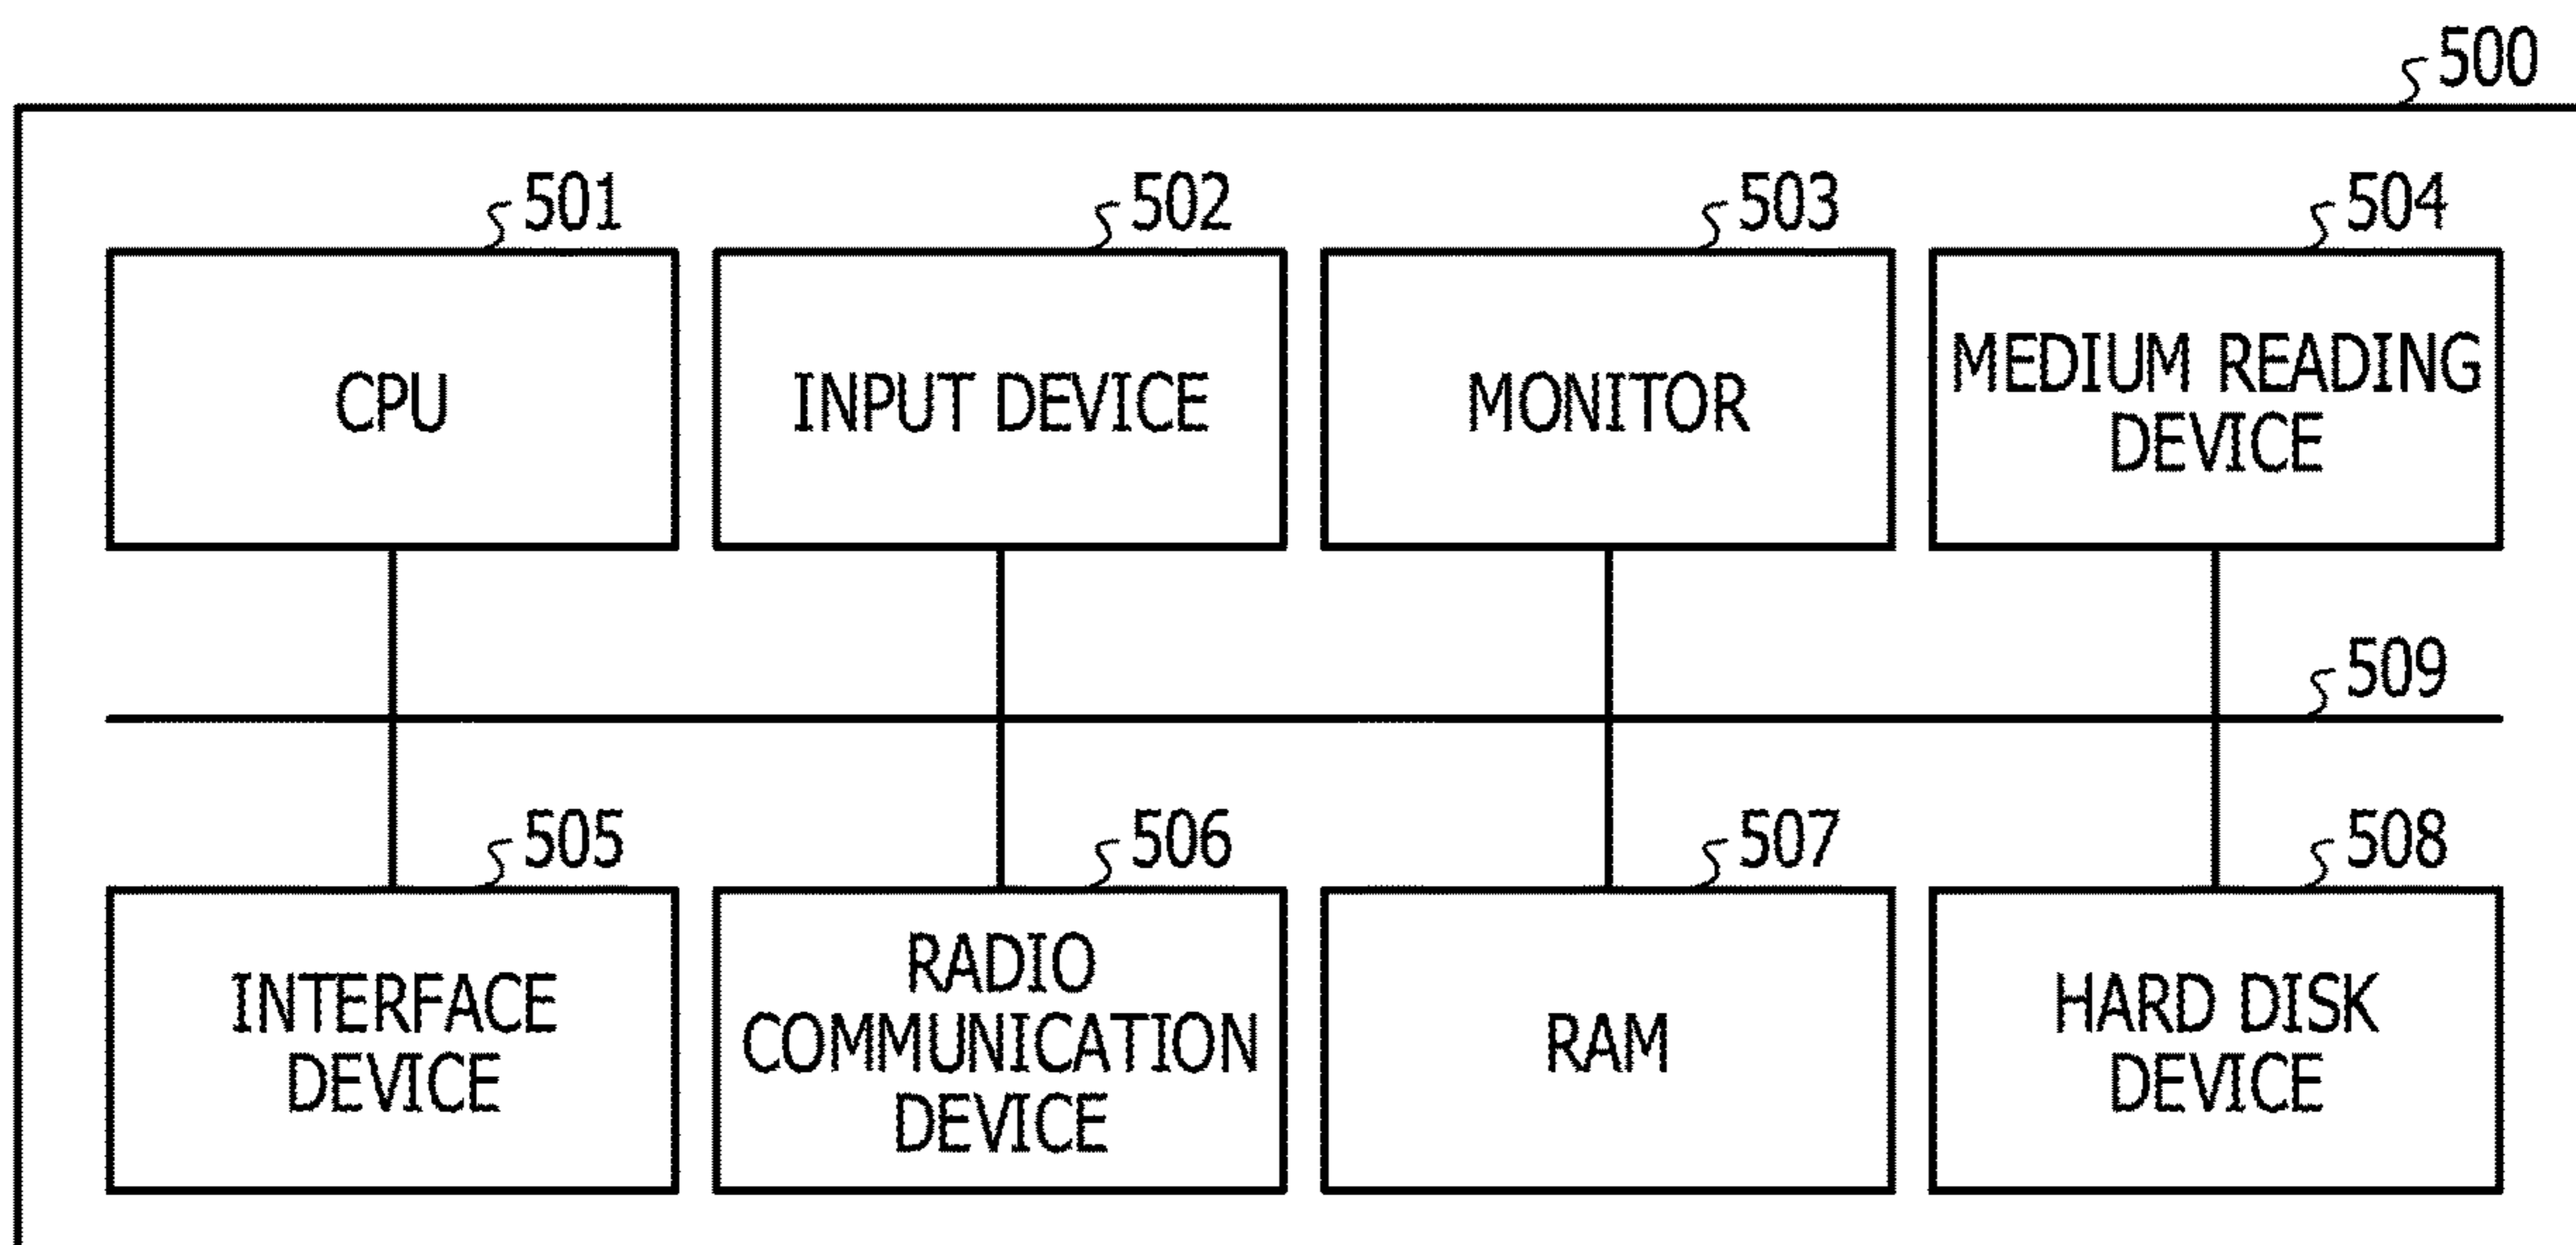 500
501
502
503
504
CPU
INPUT DEVICE
MONITOR
MEDIUM READING
DEVICE
509
505
506
507
508
INTERFACE
DEVICE
RADIO
COMMUNICATION
DEVICE
RAM
HARD DISK
DEVICE